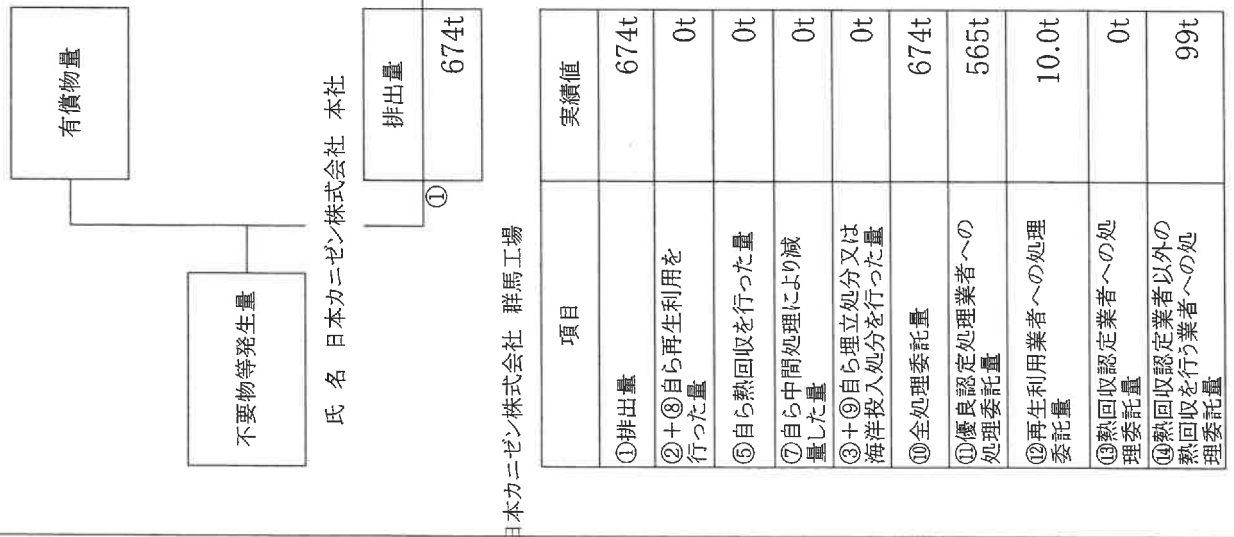 有償物量
不要物等発生量
氏 名 日本カニゼン株式会社 本社
排出量
①
674t
日本カニゼン株式会社 群馬工場
項目
実績値
①排出量
674t
②+⑧自ら再生利用を
行った量
0t
⑤自ら熱回収を行った量
0t
⑦自ら中間処理により減
量した量
0t
③+⑨自ら埋立処分又は
海洋投入処分を行った量
0t
⑩全処理委託量
674t
⑪優良認定処理業者への
処理委託量
565t
⑫再生利用業者への処理
委託量
10.0t
⑬熱回収認定業者への処
理委託量
0t
⑭熱回収認定業者以外の
熱回収を行う業者への処
理委託量
99t